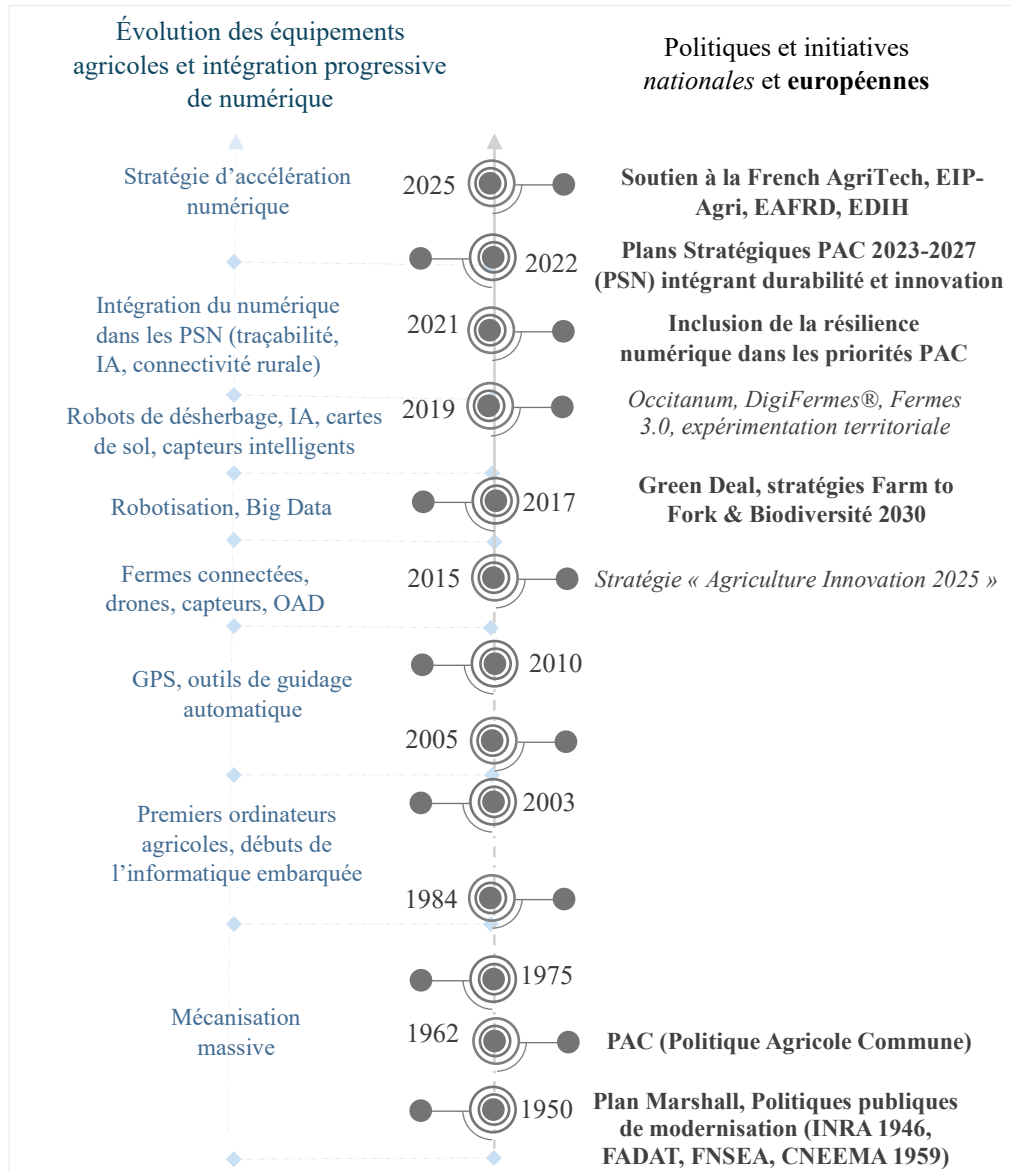 Évolution des équipements
agricoles et intégration progressive
de numérique
Politiques et initiatives
nationales et européennes
Stratégie d'accélération
numérique
2025
Soutien à la French AgriTech, EIP-
Agri, EAFRD, EDIH
2022
Plans Stratégiques PAC 2023-2027
(PSN) intégrant durabilité et innovation
Intégration du numérique
dans les PSN (traçabilité,
IA, connectivité rurale)
2021
Inclusion de la résilience
numérique dans les priorités PAC
Robots de désherbage, IA, cartes
de sol, capteurs intelligents
2019
Occitanum, DigiFermes®, Fermes
3.0, expérimentation territoriale
Robotisation, Big Data
2017
Green Deal, stratégies Farm to
Fork & Biodiversité 2030
Fermes connectées,
drones, capteurs, OAD
2015
Stratégie « Agriculture Innovation 2025 »
2010
GPS, outils de guidage
automatique
2005
2003
Premiers ordinateurs
agricoles, débuts de
l'informatique embarquée
1984
1975
Mécanisation
massive
1962
PAC (Politique Agricole Commune)
1950
Plan Marshall, Politiques publiques
de modernisation (INRA 1946,
FADAT, FNSEA, CNEEMA 1959)